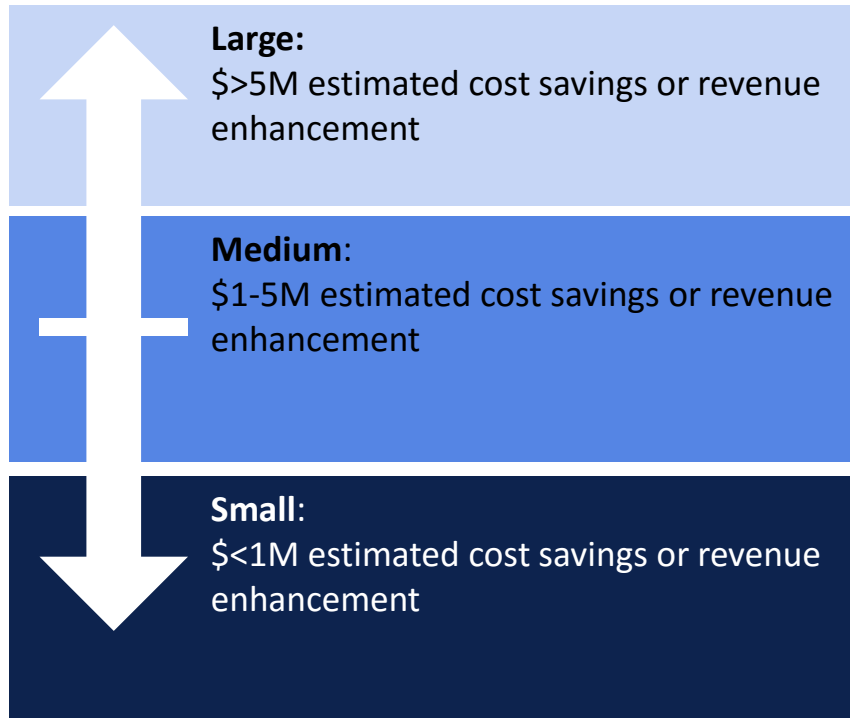 Large:
$>5M estimated cost savings or revenue
enhancement
Medium:
$1-5M estimated cost savings or revenue
enhancement
Small:
$<1M estimated cost savings or revenue
enhancement